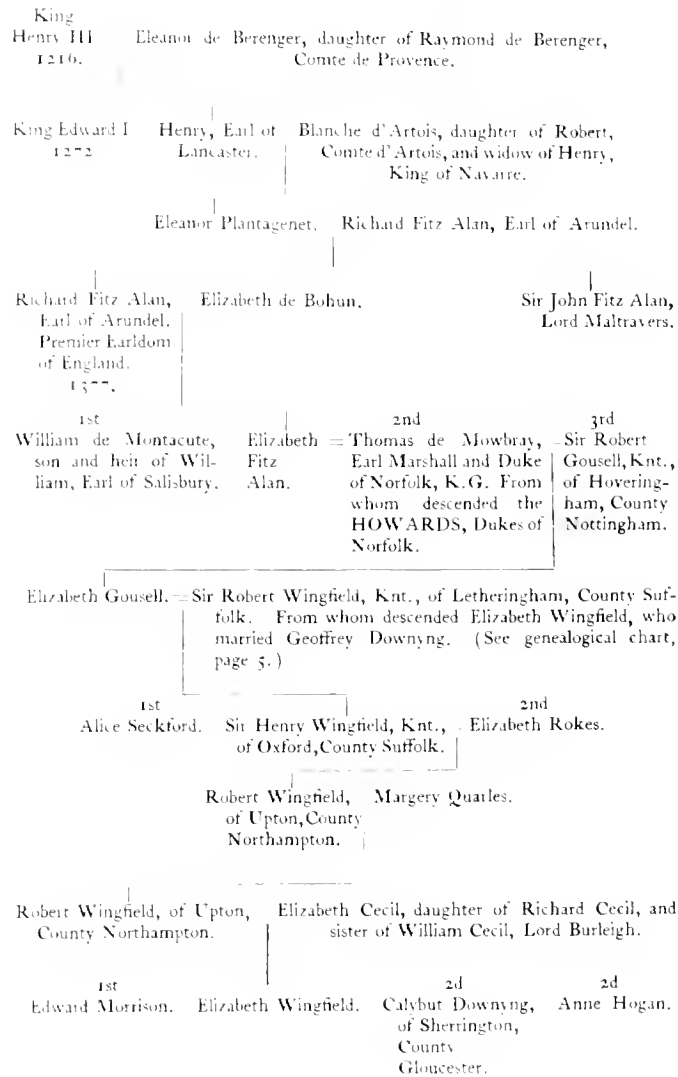 King
Henry III Eleanor de Berenger, daughter of Raymond de Berenger,
1216. Comte de Provence.
King Edward I Henry, Earl of Blanche d'Artois, daughter of Robert,
1272 Lancaster. Comte d'Artois, and widow of Henry,
King of Navarre.
Eleanor Plantagenet. Richard Fitz Alan, Earl of Arundel.
Richard Fitz Alan, Elizabeth de Bohun. Sir John Fitz Alan,
Earl of Arundel. Lord Maltravers.
Premier Earldom
of England.
1377.
1st 2nd 3rd
William de Montacute, Elizabeth = Thomas de Mowbray, Sir Robert
son and heir of Wil- Fitz Earl Marshall and Duke Gousell, Knt.,
liam, Earl of Salisbury. Alan. of Norfolk, K.G. From of Hovering-
whom descended the ham, County
HOWARDS, Dukes of Nottingham.
Norfolk.
Elizabeth Gousell. = Sir Robert Wingfield, Knt., of Letheringham, County Suf-
folk. From whom descended Elizabeth Wingfield, who
married Geoffrey Downyng. (See genealogical chart,
page 5.)
1st 2nd
Alice Seckford. Sir Henry Wingfield, Knt., Elizabeth Rokes.
of Oxford, County Suffolk.
Robert Wingfield, Margery Quarles.
of Upton, County
Northampton.
Robert Wingfield, of Upton, Elizabeth Cecil, daughter of Richard Cecil, and
County Northampton. sister of William Cecil, Lord Burleigh.
1st 2d 2d
Edward Morrison. Elizabeth Wingfield. Calybut Downyng, Anne Hogan.
of Sherrington,
County
Gloucester.